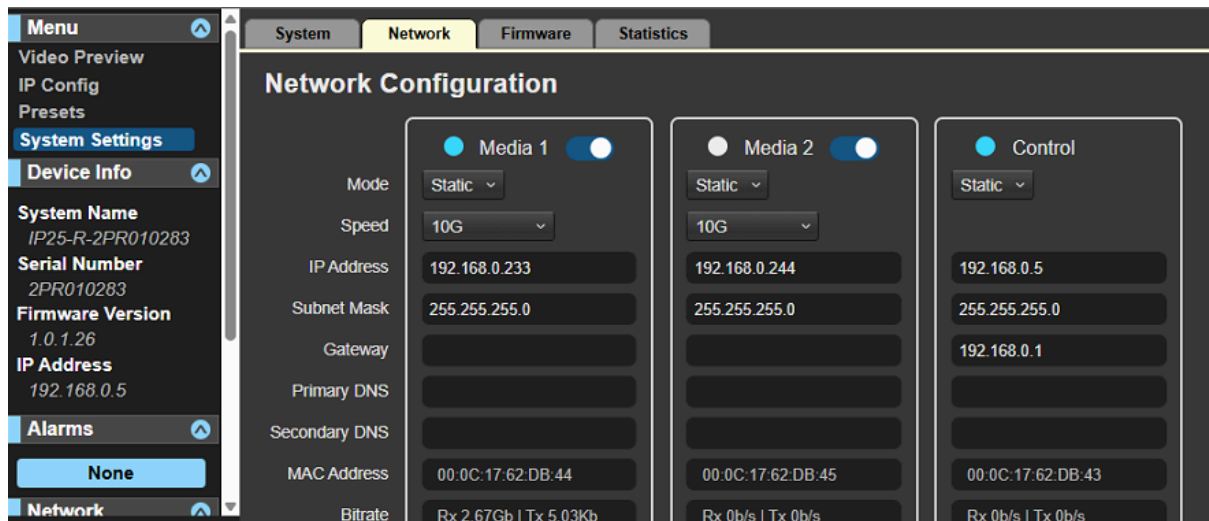 Menu
Video Preview
IP Config
Presets
System Settings
Device Info
System Name
IP25-R-2PR010283
Serial Number
2PR010283
Firmware Version
1.0.1.26
IP Address
192.168.0.5
Alarms
None
Network
System Network Firmware Statistics
Network Configuration
Media 1 Media 2 Control
Mode Static Static Static
Speed 10G 10G
IP Address 192.168.0.233 192.168.0.244 192.168.0.5
Subnet Mask 255.255.255.0 255.255.255.0 255.255.255.0
Gateway 192.168.0.1
Primary DNS
Secondary DNS
MAC Address 00:0C:17:62:DB:44 00:0C:17:62:DB:45 00:0C:17:62:DB:43
Bitrate Rx 2.67Gb | Tx 5.03Kb Rx 0b/s | Tx 0b/s Rx 0b/s | Tx 0b/s